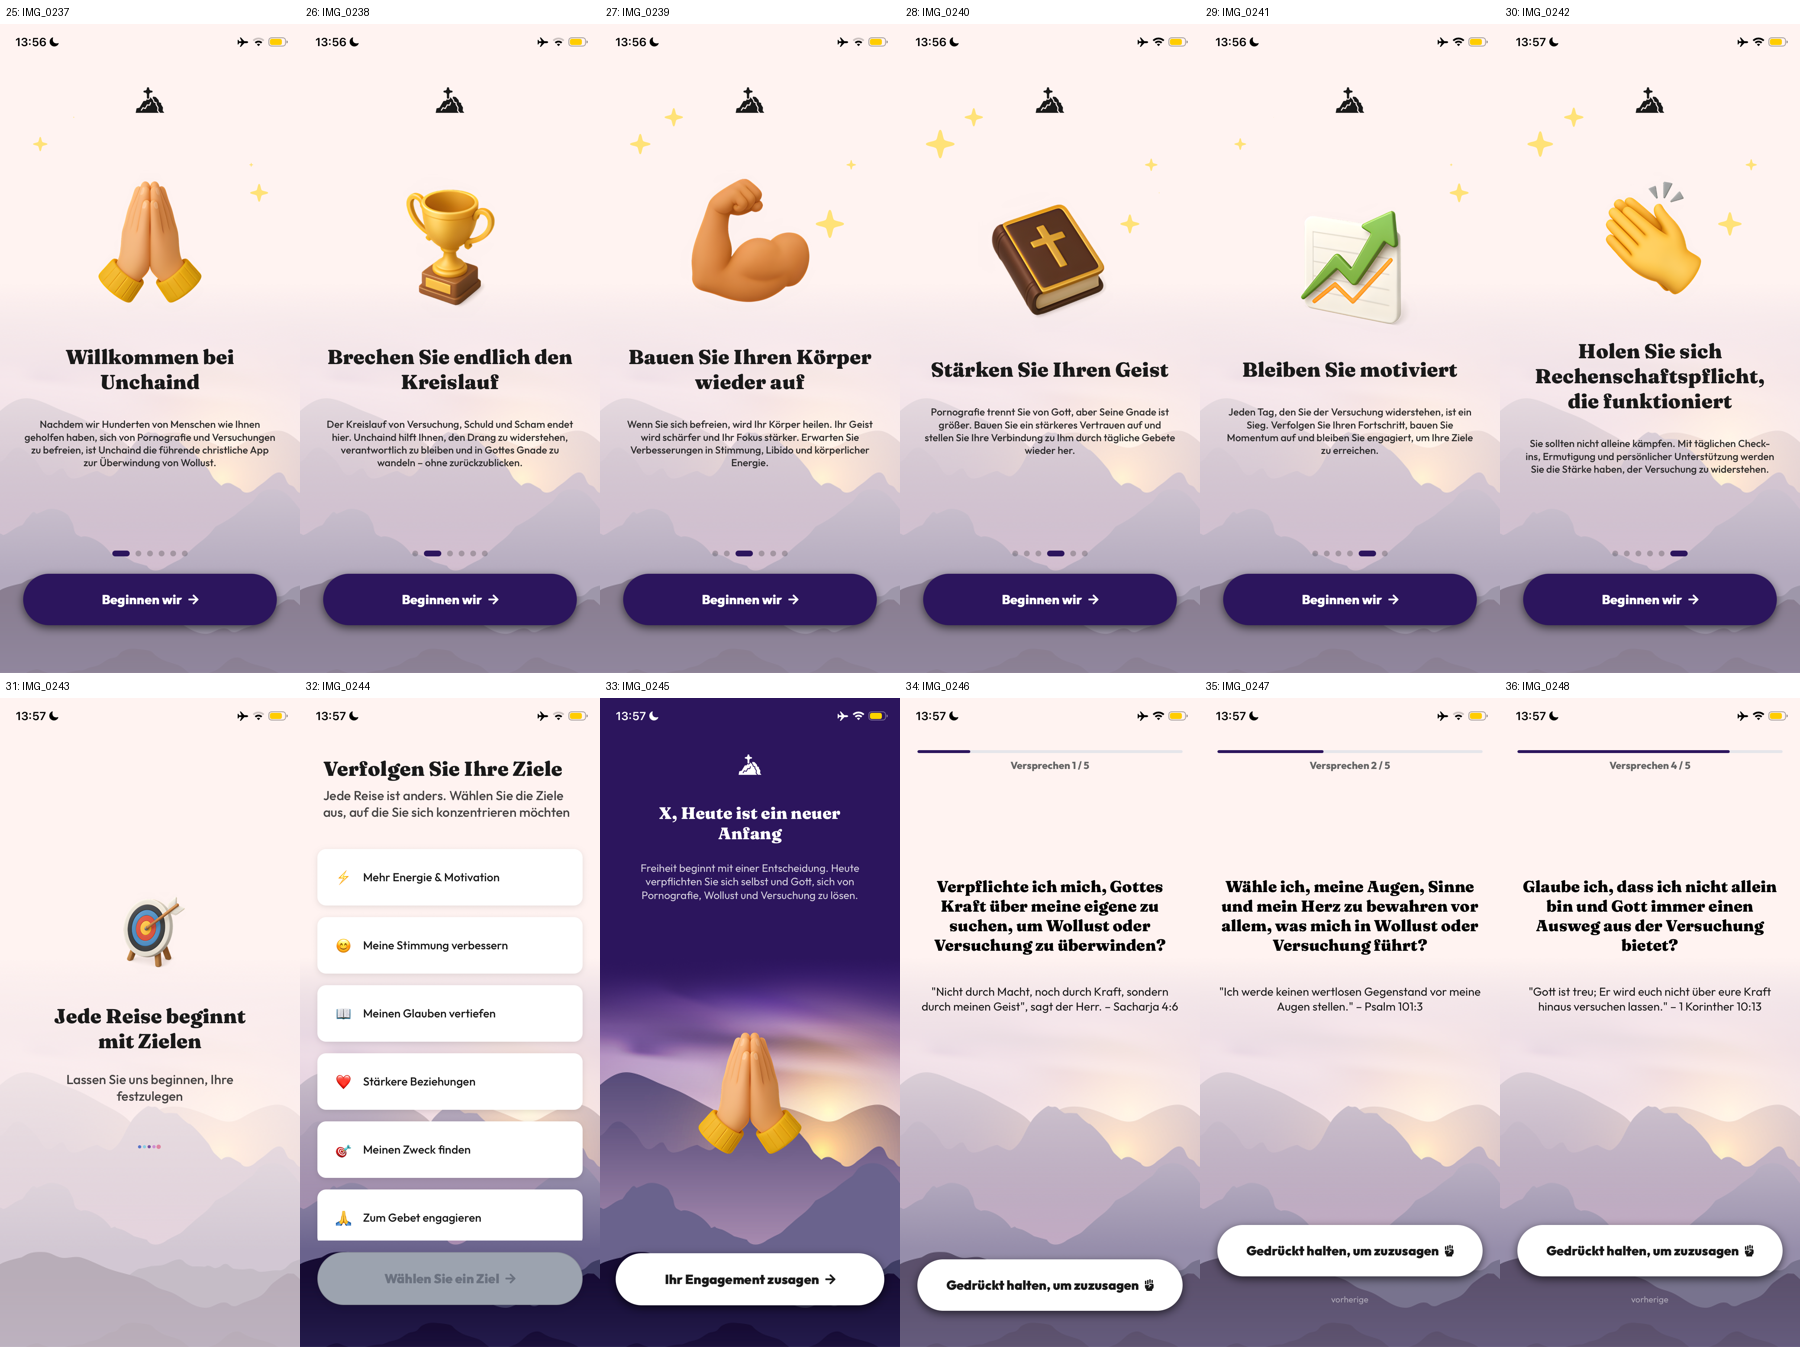 25: IMG_0237
13:56
Willkommen bei
Unchaind
Nachdem wir Hunderten von Menschen wie Ihnen
geholfen haben, sich von Pornografie und Versuchungen
zu befreien, ist Unchaind die führende christliche App
zur Überwindung von Wollust.
Beginnen wir →
26: IMG_0238
13:56
Brechen Sie endlich den
Kreislauf
Der Kreislauf von Versuchung, Schuld und Scham endet
hier. Unchaind hilft Ihnen, den Drang zu widerstehen,
verantwortlich zu bleiben und in Gottes Gnade zu
wandeln – ohne zurückzublicken.
Beginnen wir →
27: IMG_0239
13:56
Bauen Sie Ihren Körper
wieder auf
Wenn Sie sich befreien, wird Ihr Körper heilen. Ihr Geist
wird schärfer und Ihr Fokus stärker. Erwarten Sie
Verbesserungen in Stimmung, Libido und körperlicher
Energie.
Beginnen wir →
28: IMG_0240
13:56
Stärken Sie Ihren Geist
Pornografie trennt Sie von Gott, aber Seine Gnade ist
größer. Bauen Sie ein stärkeres Vertrauen auf und
stellen Sie Ihre Verbindung zu Ihm durch tägliche Gebete
wieder her.
Beginnen wir →
29: IMG_0241
13:56
Bleiben Sie motiviert
Jeden Tag, den Sie der Versuchung widerstehen, ist ein
Sieg. Verfolgen Sie Ihren Fortschritt, bauen Sie
Momentum auf und bleiben Sie engagiert, um Ihre Ziele
zu erreichen.
Beginnen wir →
30: IMG_0242
13:57
Holen Sie sich
Rechenschaftspflicht,
die funktioniert
Sie sollten nicht alleine kämpfen. Mit täglichen Check-
ins, Ermutigung und persönlicher Unterstützung werden
Sie die Stärke haben, der Versuchung zu widerstehen.
Beginnen wir →
31: IMG_0243
13:57
Jede Reise beginnt
mit Zielen
Lassen Sie uns beginnen, Ihre
festzulegen
32: IMG_0244
13:57
Verfolgen Sie Ihre Ziele
Jede Reise ist anders. Wählen Sie die Ziele
aus, auf die Sie sich konzentrieren möchten
Mehr Energie & Motivation
Meine Stimmung verbessern
Meinen Glauben vertiefen
Stärkere Beziehungen
Meinen Zweck finden
Zum Gebet engagieren
Wählen Sie ein Ziel →
33: IMG_0245
13:57
X, Heute ist ein neuer
Anfang
Freiheit beginnt mit einer Entscheidung. Heute
verpflichten Sie sich selbst und Gott, sich von
Pornografie, Wollust und Versuchung zu lösen.
Ihr Engagement zusagen →
34: IMG_0246
13:57
Versprechen 1 / 5
Verpflichte ich mich, Gottes
Kraft über meine eigene zu
suchen, um Wollust oder
Versuchung zu überwinden?
"Nicht durch Macht, noch durch Kraft, sondern
durch meinen Geist", sagt der Herr. – Sacharja 4:6
Gedrückt halten, um zuzusagen
35: IMG_0247
13:57
Versprechen 2 / 5
Wähle ich, meine Augen, Sinne
und mein Herz zu bewahren vor
allem, was mich in Wollust oder
Versuchung führt?
"Ich werde keinen wertlosen Gegenstand vor meine
Augen stellen." – Psalm 101:3
Gedrückt halten, um zuzusagen
vorherige
36: IMG_0248
13:57
Versprechen 4 / 5
Glaube ich, dass ich nicht allein
bin und Gott immer einen
Ausweg aus der Versuchung
bietet?
"Gott ist treu; Er wird euch nicht über eure Kraft
hinaus versuchen lassen." – 1 Korinther 10:13
Gedrückt halten, um zuzusagen
vorherige